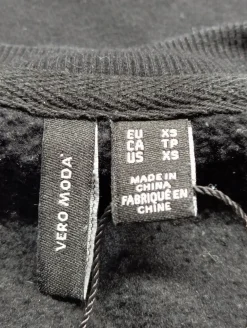 VERO MODA
EU XS
CA TP
US XS
MADE IN
CHINA
FABRIQUÉ EN
CHINE